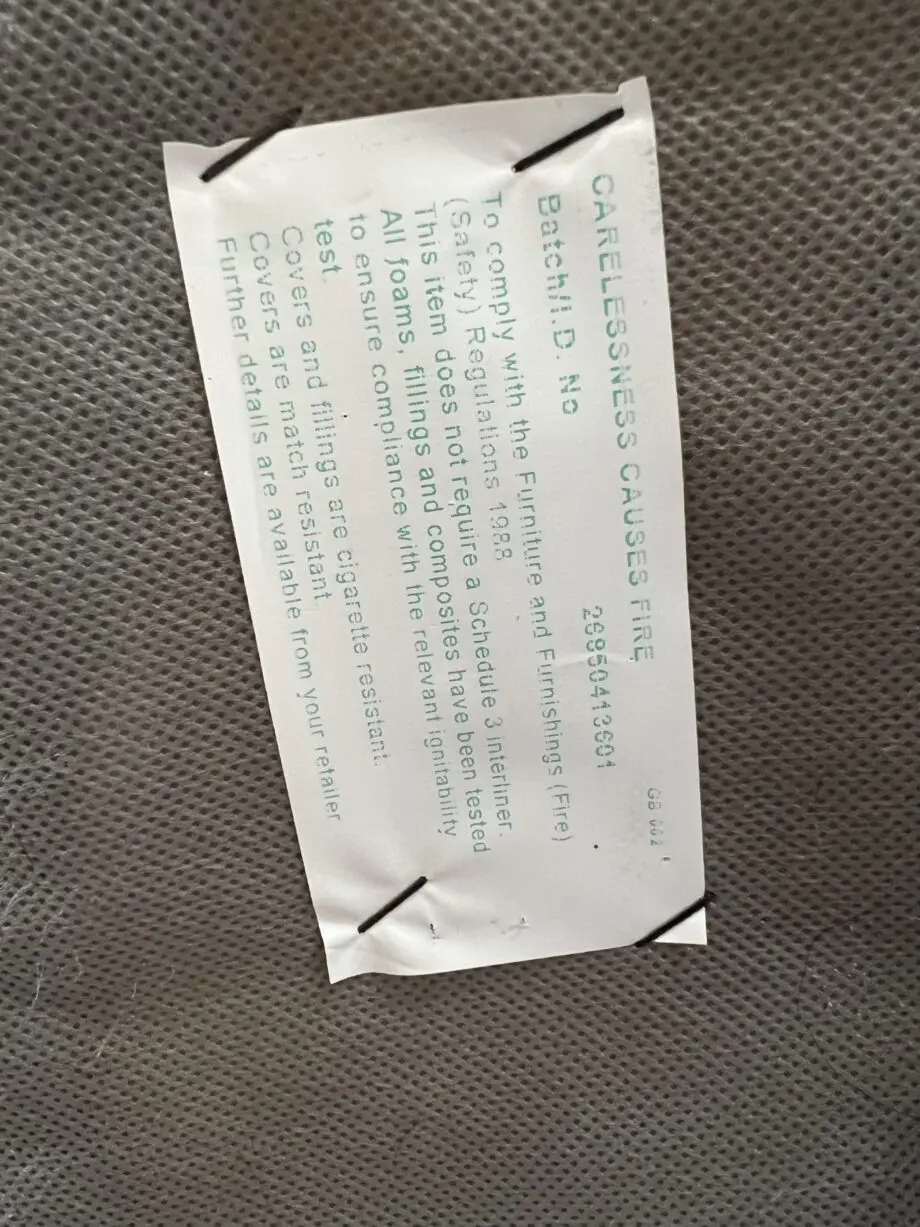 GB 002
CARELESSNESS CAUSES FIRE
Batch/I.D. No
To comply with the Furniture and Furnishings (Fire)
(Safety) Regulations 1988
This item does not require a Schedule 3 interliner.
All foams, fillings and composites have been tested
to ensure compliance with the relevant ignitability
test
Covers and fillings are cigarette resistant.
Covers are match resistant
Further details are available from your retailer